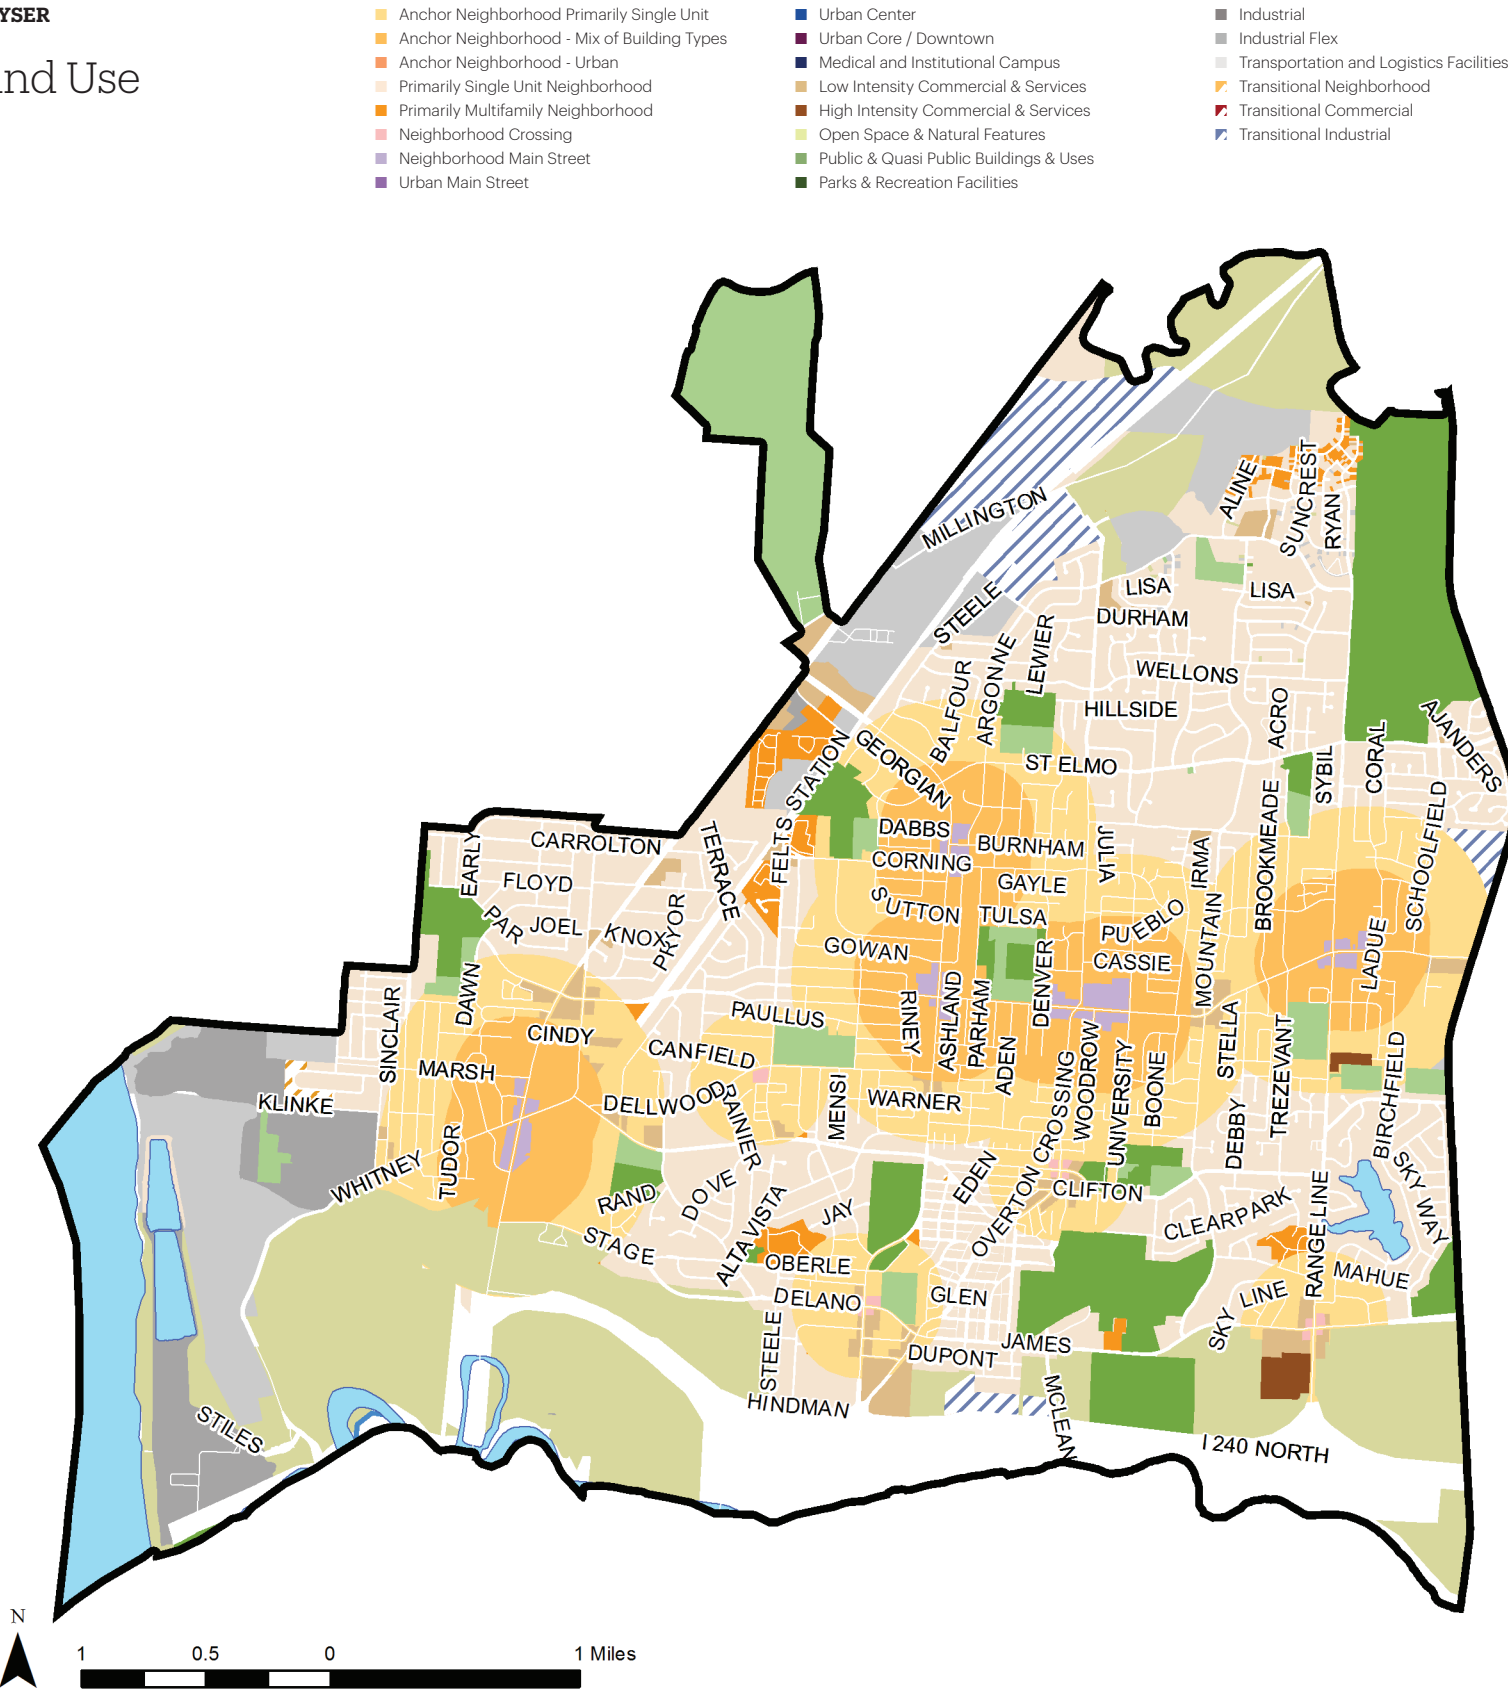 YSER
nd Use
Anchor Neighborhood Primarily Single Unit
Anchor Neighborhood - Mix of Building Types
Anchor Neighborhood - Urban
Primarily Single Unit Neighborhood
Primarily Multifamily Neighborhood
Neighborhood Crossing
Neighborhood Main Street
Urban Main Street
Urban Center
Urban Core / Downtown
Medical and Institutional Campus
Low Intensity Commercial & Services
High Intensity Commercial & Services
Open Space & Natural Features
Public & Quasi Public Buildings & Uses
Parks & Recreation Facilities
Industrial
Industrial Flex
Transportation and Logistics Facilities
Transitional Neighborhood
Transitional Commercial
Transitional Industrial
MILLINGTON
ALINE
SUNCREST
RYAN
STEELE
LISA
LISA
DURHAM
LEWIER
ARGONNE
BALFOUR
WELLONS
HILLSIDE
ACRO
AJANDERS
GEORGIAN
ST ELMO
SYBIL
CORAL
FELTS STATION
TERRACE
CARROLTON
EARLY
FLOYD
DABBS
BURNHAM
JULIA
IRMA
BROOKMEADE
SCHOOLFIELD
CORNING
GAYLE
PAR
JOEL
KNOX
PRYOR
SUTTON
TULSA
PUEBLO
GOWAN
CASSIE
MOUNTAIN
LADUE
DAWN
DENVER
SINCLAIR
PAULLUS
RINEY
ASHLAND
PARHAM
CINDY
CANFIELD
ADEN
STELLA
TREZEVANT
MARSH
KLINKE
DELLWOOD
RAINIER
MENSI
WARNER
CROSSING
WOODROW
UNIVERSITY
BOONE
DEBBY
BIRCHFIELD
WHITNEY
TUDOR
RAND
DOVE
EDEN
OVERTON
CLIFTON
SKY WAY
JAY
CLEARPARK
RANGE LINE
STAGE
ALTA VISTA
OBERLE
MAHUE
DELANO
GLEN
SKY LINE
STEELE
JAMES
DUPONT
HINDMAN
MCLEAN
STILES
I 240 NORTH
N
1
0.5
0
1 Miles